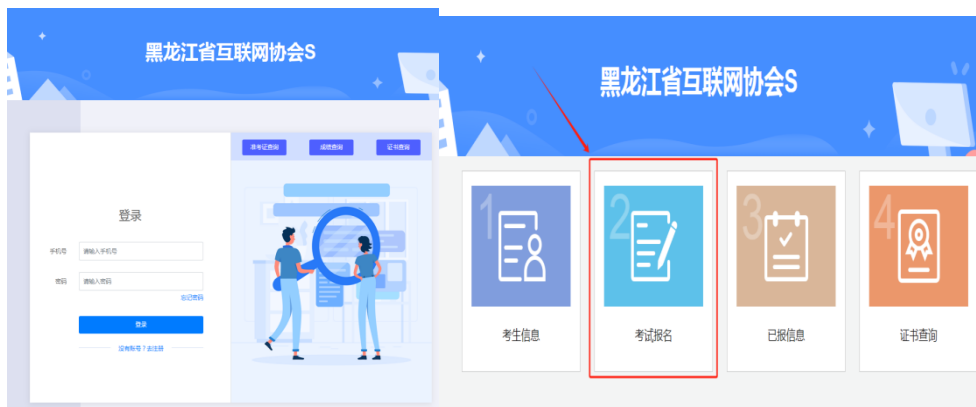 黑龙江省互联网协会S
准考证查询
成绩查询
证书查询
登录
手机号
请输入手机号
密码
请输入密码
忘记密码
登录
没有账号？去注册
黑龙江省互联网协会S
1
2
3
4
考生信息
考试报名
已报信息
证书查询